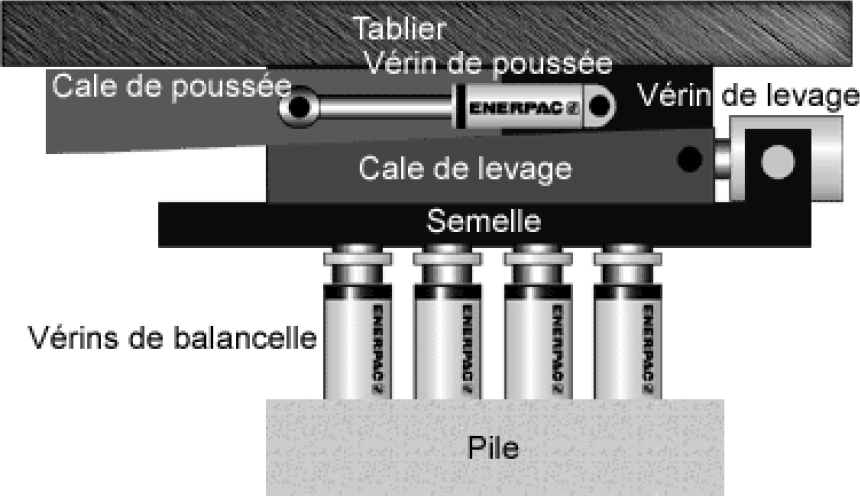 Tablier
Vérin de poussée
Cale de poussée
ENERPAC
Vérin de levage
Cale de levage
Semelle
Vérins de balancelle
ENERPAC
ENERPAC
ENERPAC
ENERPAC
Pile